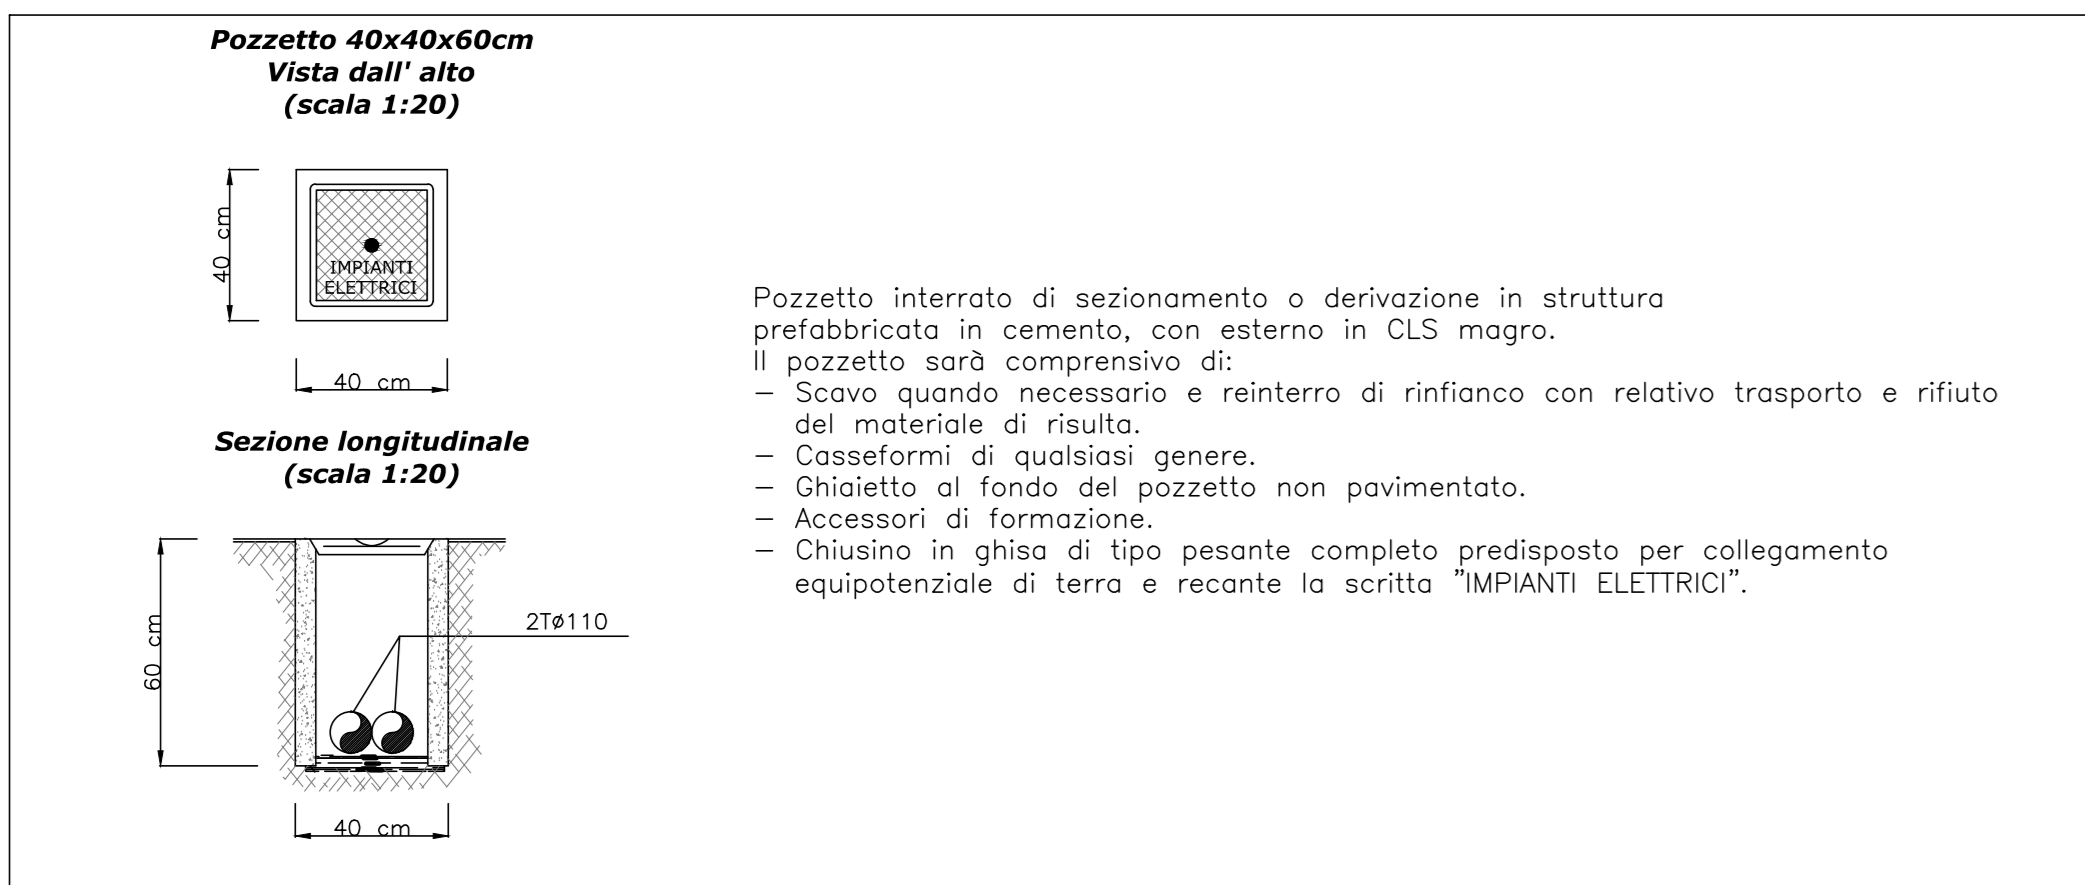 Pozzetto 40x40x60cm
Vista dall' alto
(scala 1:20)
40 cm
IMPIANTI
ELETTRICI
40 cm
Sezione longitudinale
(scala 1:20)
60 cm
2Tø110
40 cm
Pozzetto interrato di sezionamento o derivazione in struttura
prefabbricata in cemento, con esterno in CLS magro.
Il pozzetto sarà comprensivo di:
– Scavo quando necessario e reinterro di rinfianco con relativo trasporto e rifiuto
del materiale di risulta.
– Casseformi di qualsiasi genere.
– Ghiaietto al fondo del pozzetto non pavimentato.
– Accessori di formazione.
– Chiusino in ghisa di tipo pesante completo predisposto per collegamento
equipotenziale di terra e recante la scritta "IMPIANTI ELETTRICI".